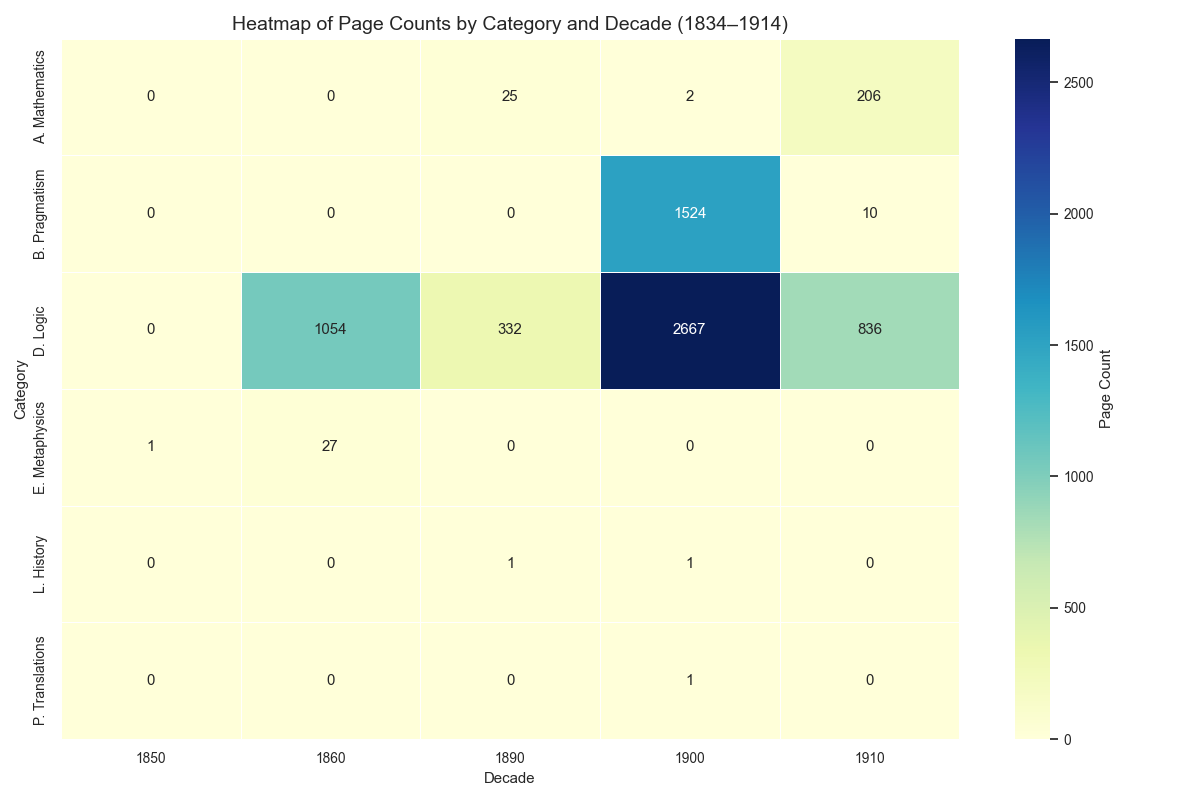 Heatmap of Page Counts by Category and Decade (1834–1914)
Category
A. Mathematics
0 0 25 2 206
B. Pragmatism
0 0 0 1524 10
D. Logic
0 1054 332 2667 836
E. Metaphysics
1 27 0 0 0
L. History
0 0 1 1 0
P. Translations
0 0 0 1 0
1850 1860 1890 1900 1910
Decade
2500
2000
1500
1000
500
0
Page Count